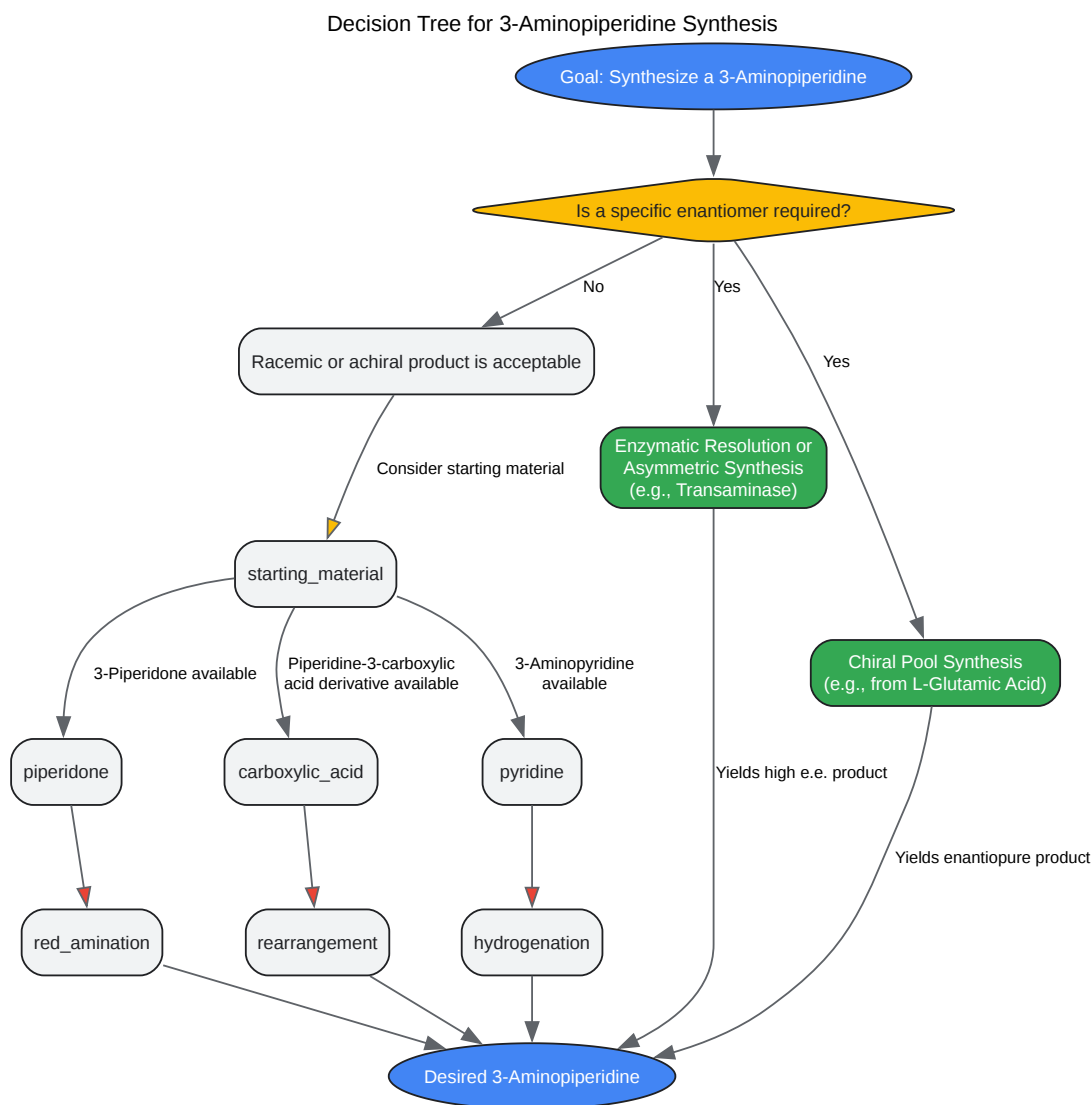 Decision Tree for 3-Aminopiperidine Synthesis
Goal: Synthesize a 3-Aminopiperidine
Is a specific enantiomer required?
No
Yes
Yes
Racemic or achiral product is acceptable
Enzymatic Resolution or
Asymmetric Synthesis
(e.g., Transaminase)
Consider starting material
starting_material
3-Piperidone available
Piperidine-3-carboxylic
acid derivative available
3-Aminopyridine
available
Chiral Pool Synthesis
(e.g., from L-Glutamic Acid)
piperidone
carboxylic_acid
pyridine
Yields high e.e. product
Yields enantiopure product
red_amination
rearrangement
hydrogenation
Desired 3-Aminopiperidine